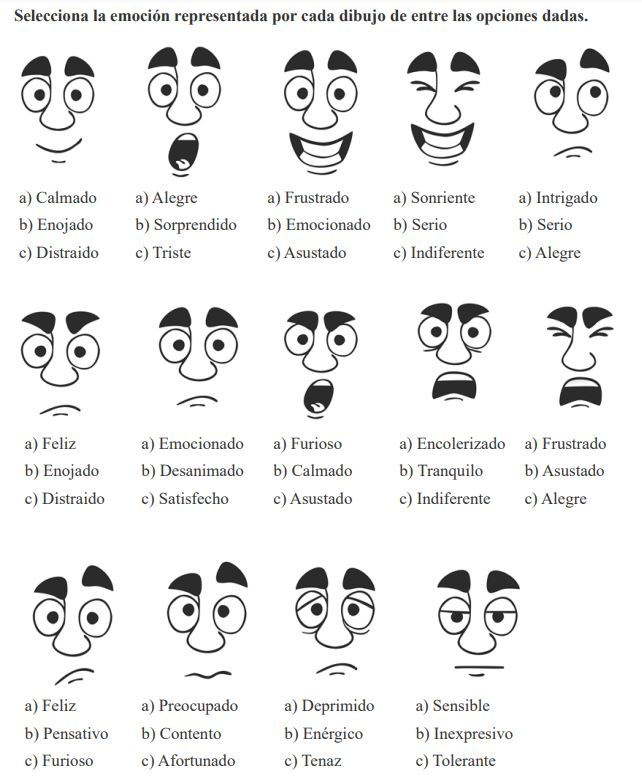 Selecciona la emoción representada por cada dibujo de entre las opciones dadas.
a) Calmado a) Alegre a) Frustrado a) Sonriente a) Intrigado
b) Enojado b) Sorprendido b) Emocionado b) Serio b) Serio
c) Distraido c) Triste c) Asustado c) Indiferente c) Alegre
a) Feliz a) Emocionado a) Furioso a) Encolerizado a) Frustrado
b) Enojado b) Desanimado b) Calmado b) Tranquilo b) Asustado
c) Distraido c) Satisfecho c) Asustado c) Indiferente c) Alegre
a) Feliz a) Preocupado a) Deprimido a) Sensible
b) Pensativo b) Contento b) Enérgico b) Inexpresivo
c) Furioso c) Afortunado c) Tenaz c) Tolerante